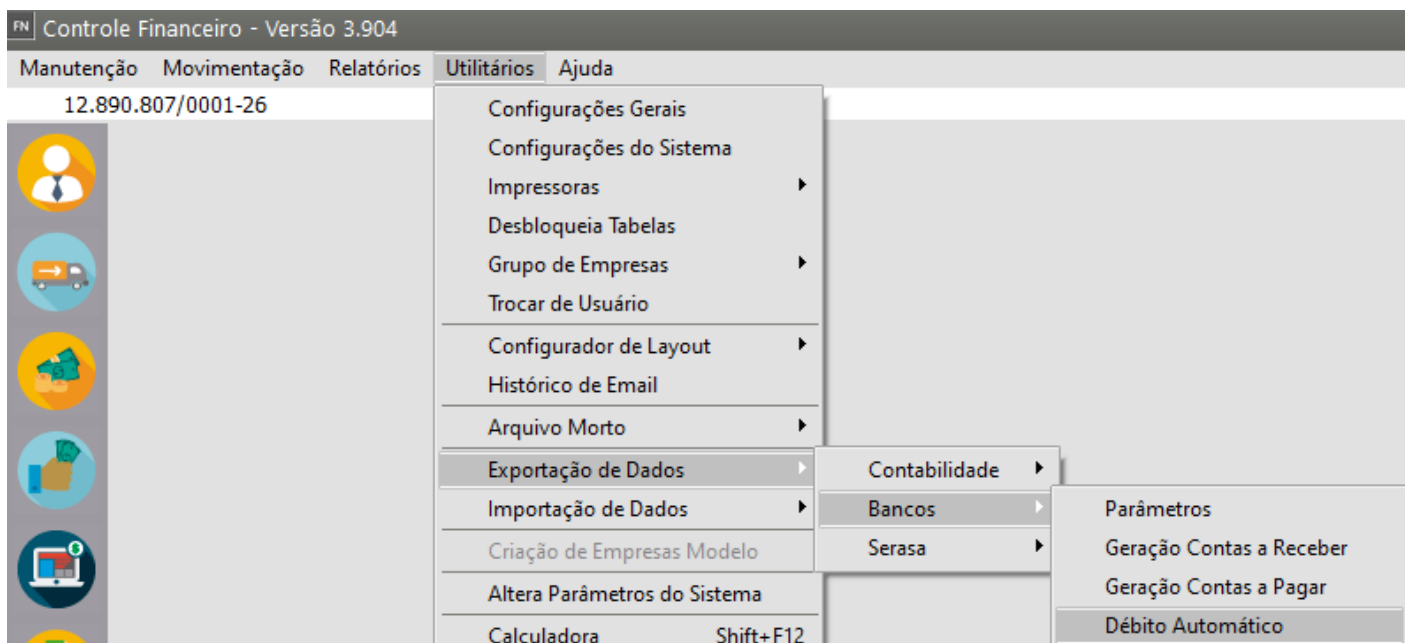 FN Controle Financeiro - Versão 3.904
Manutenção Movimentação Relatórios Utilitários Ajuda
12.890.807/0001-26
Configurações Gerais
Configurações do Sistema
Impressoras
Desbloqueia Tabelas
Grupo de Empresas
Trocar de Usuário
Configurador de Layout
Histórico de Email
Arquivo Morto
Exportação de Dados
Importação de Dados
Criação de Empresas Modelo
Altera Parâmetros do Sistema
Calculadora Shift+F12
Contabilidade
Bancos
Serasa
Parâmetros
Geração Contas a Receber
Geração Contas a Pagar
Débito Automático